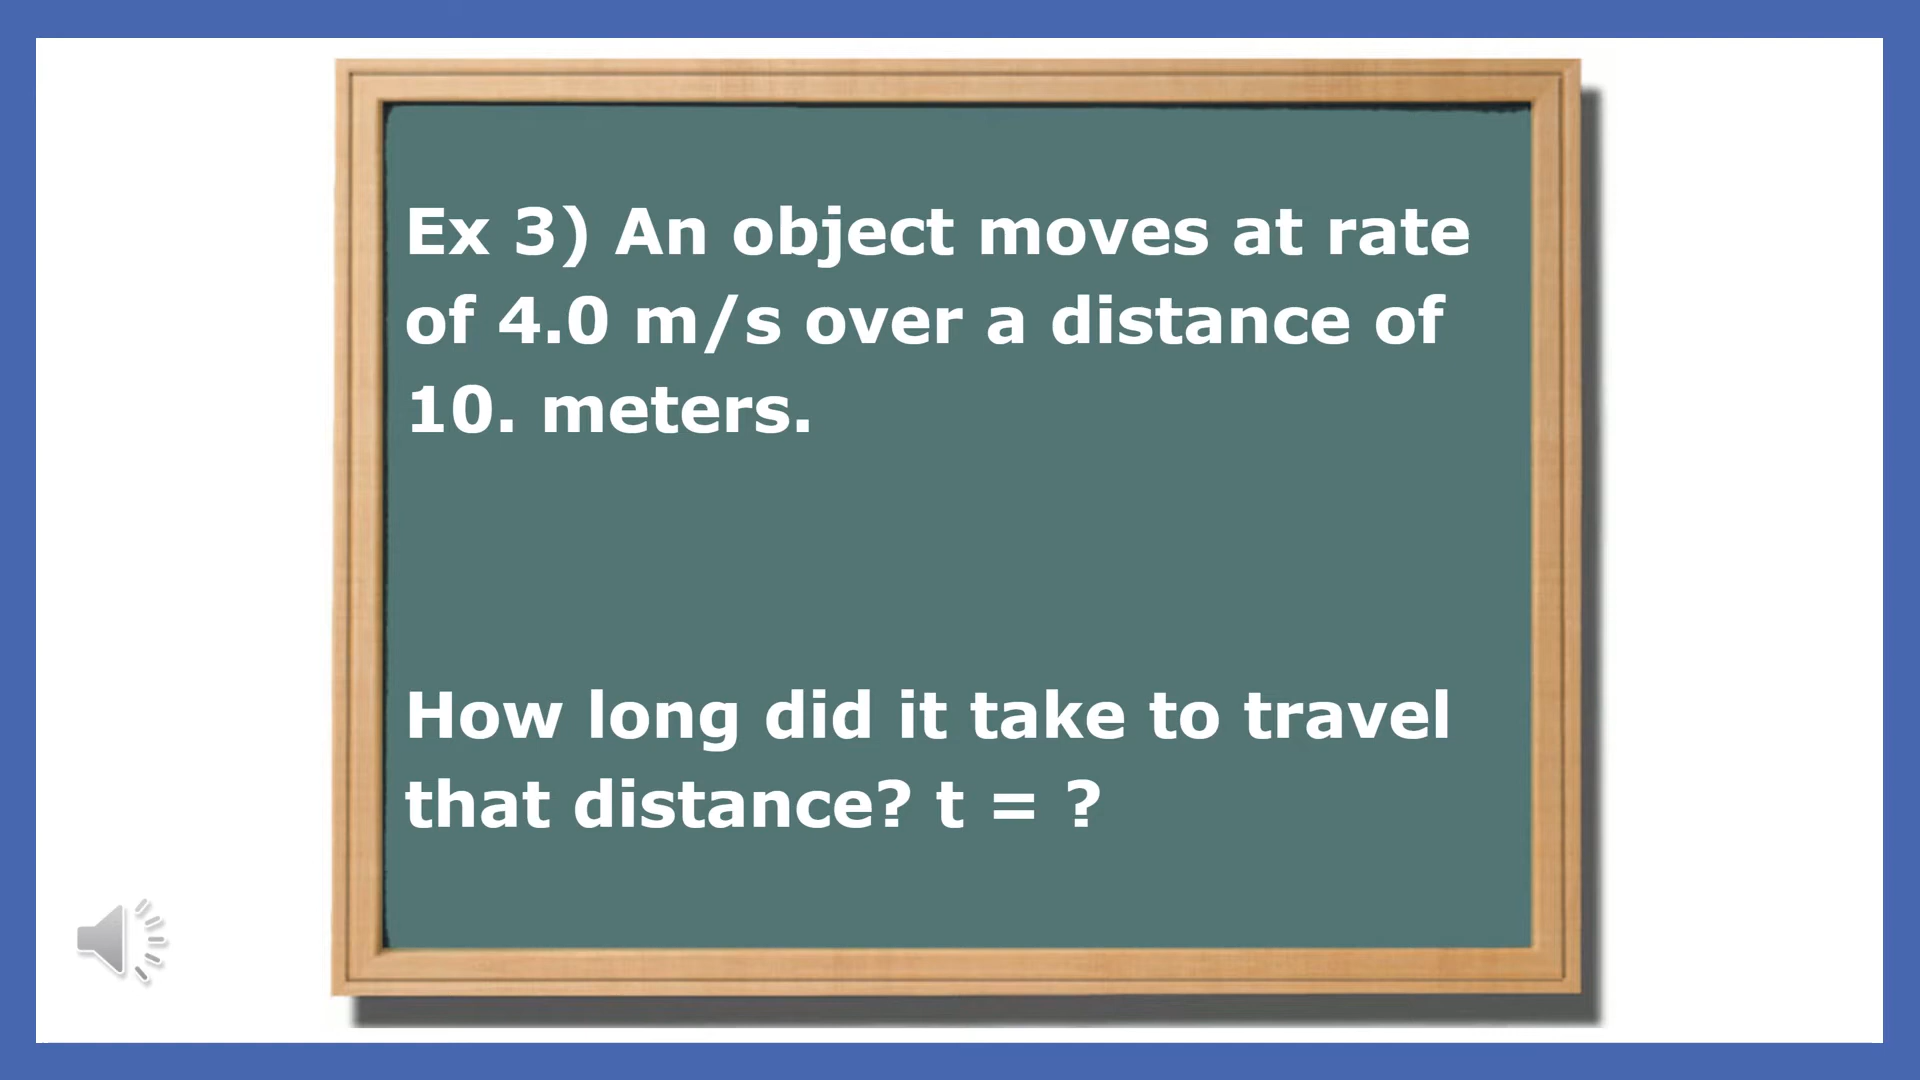 Ex 3) An object moves at rate
of 4.0 m/s over a distance of
10. meters.
How long did it take to travel
that distance? t = ?